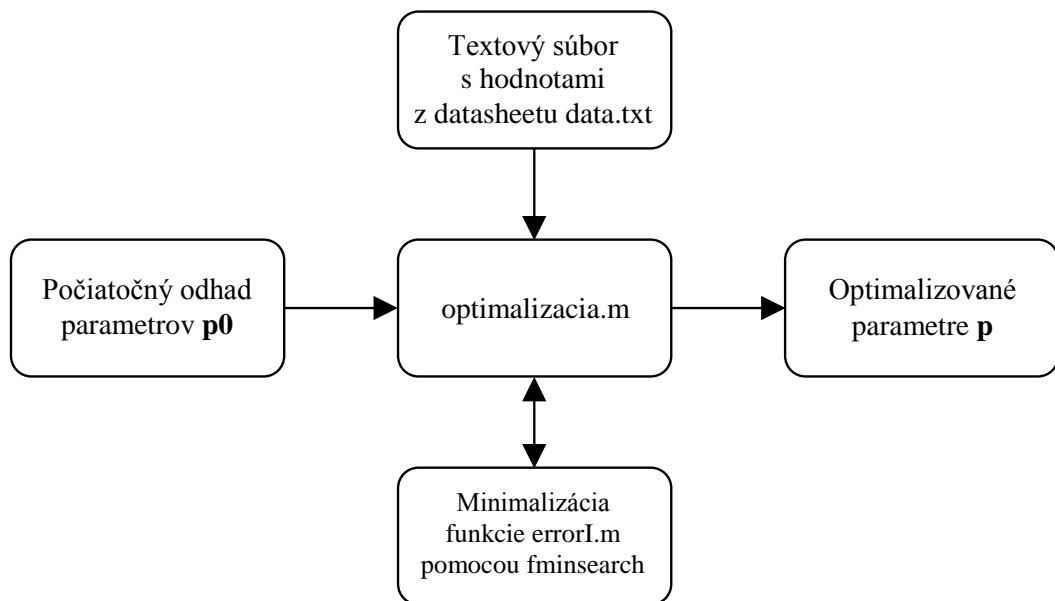 Textový súbor
s hodnotami
z datasheetu data.txt
Počiatočný odhad
parametrov p0
optimalizacia.m
Optimalizované
parametre p
Minimalizácia
funkcie errorI.m
pomocou fminsearch